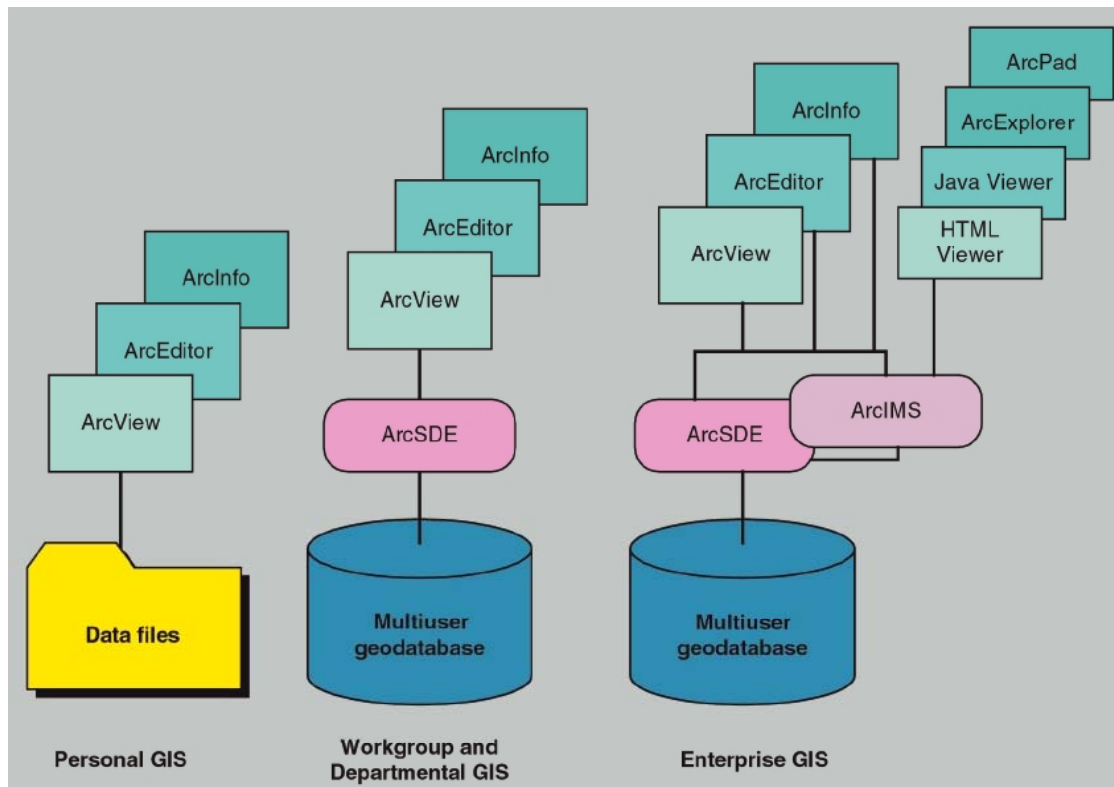 ArcInfo
ArcEditor
ArcView
Data files
Personal GIS
ArcInfo
ArcEditor
ArcView
ArcSDE
Multiuser
geodatabase
Workgroup and
Departmental GIS
ArcInfo
ArcEditor
ArcView
ArcPad
ArcExplorer
Java Viewer
HTML
Viewer
ArcIMS
ArcSDE
Multiuser
geodatabase
Enterprise GIS